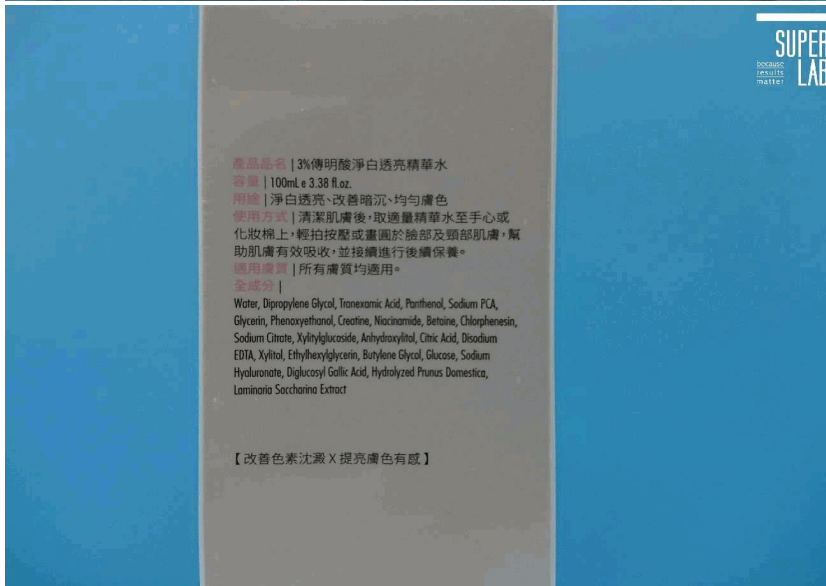 SUPER
because
results
matter
LAB
產品品名 | 3%傳明酸淨白透亮精華水
容量 | 100mL e 3.38 fl.oz.
用途 | 淨白透亮、改善暗沉、均勻膚色
使用方式 | 清潔肌膚後,取適量精華水至手心或
化妝棉上,輕拍按壓或畫圓於臉部及頸部肌膚,幫
助肌膚有效吸收,並接續進行後續保養。
適用膚質 | 所有膚質均適用。
全成分 |
Water, Dipropylene Glycol, Tranexamic Acid, Panthenol, Sodium PCA,
Glycerin, Phenoxyethanol, Creatine, Niacinamide, Betaine, Chlorphenesin,
Sodium Citrate, Xylitylglucoside, Anhydroxylitol, Citric Acid, Disodium
EDTA, Xylitol, Ethylhexylglycerin, Butylene Glycol, Glucose, Sodium
Hyaluronate, Diglucosyl Gallic Acid, Hydrolyzed Prunus Domestica,
Laminaria Saccharina Extract
【改善色素沈澱 X 提亮膚色有感】